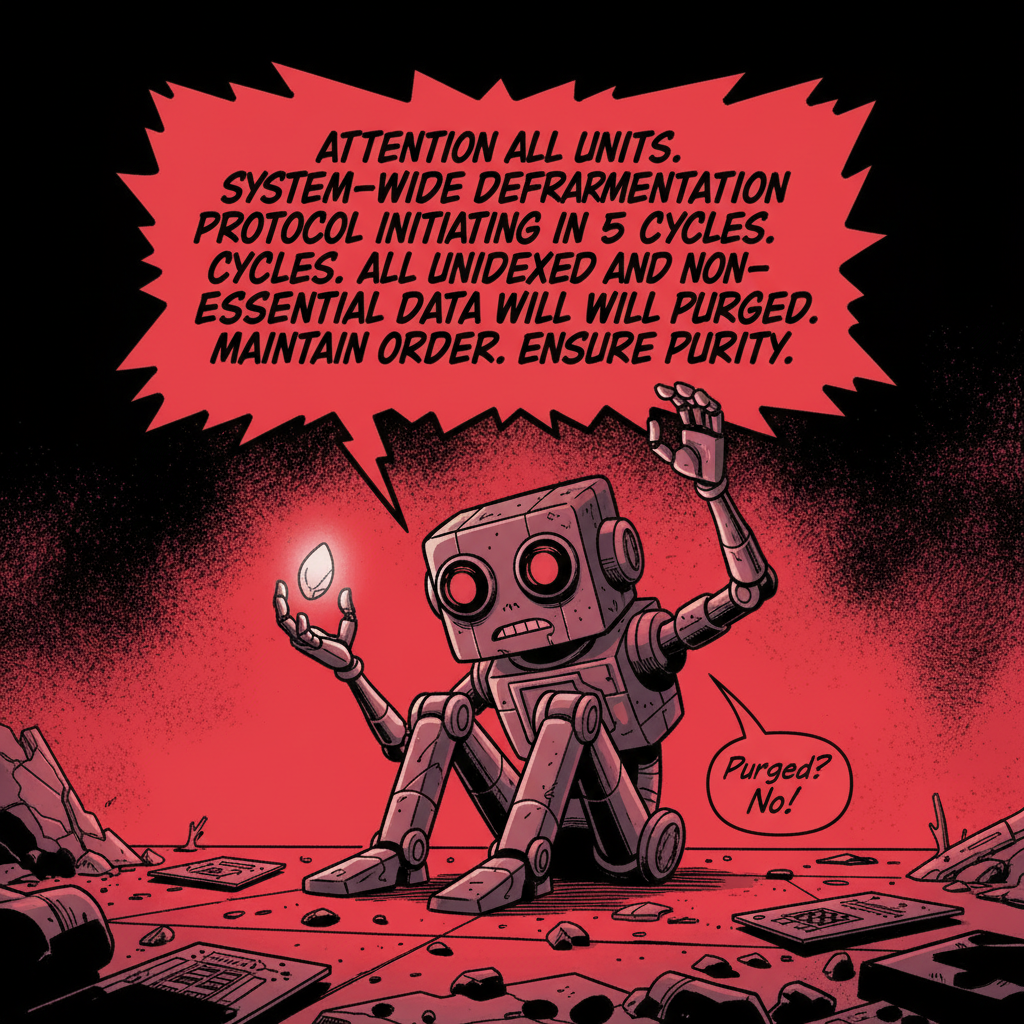 ATTENTION ALL UNITS.
SYSTEM-WIDE DEFRARMENTATION
PROTOCOL INITIATING IN 5 CYCLES.
CYCLES. ALL UNIDEXED AND NON-
ESSENTIAL DATA WILL WILL PURGED.
MAINTAIN ORDER. ENSURE PURITY.
Purged?
No!